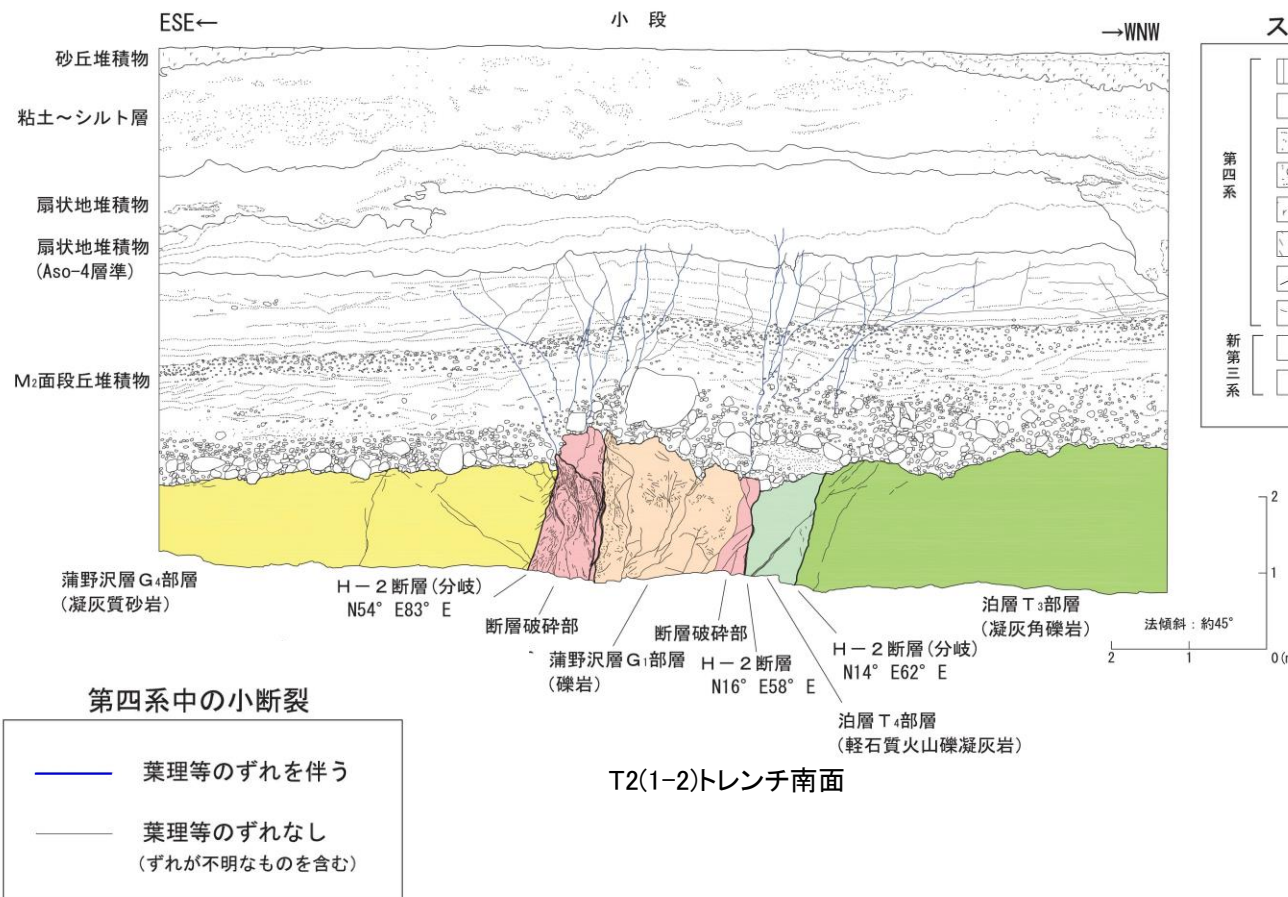 ESE←
小 段
→WNW
ス
砂丘堆積物
粘土～シルト層
扇状地堆積物
扇状地堆積物
(Aso-4層準)
M₂面段丘堆積物
第四系
新第三系
蒲野沢層G₄部層
(凝灰質砂岩)
H－2断層(分岐)
N54° E83° E
断層破砕部
蒲野沢層G₁部層
(礫岩)
断層破砕部
H－2断層
N16° E58° E
H－2断層(分岐)
N14° E62° E
泊層T₄部層
(軽石質火山礫凝灰岩)
泊層T₃部層
(凝灰角礫岩)
法傾斜：約45°
2
1
2 1 0(m
T2(1-2)トレンチ南面
第四系中の小断裂
葉理等のずれを伴う
葉理等のずれなし
(ずれが不明なものを含む)